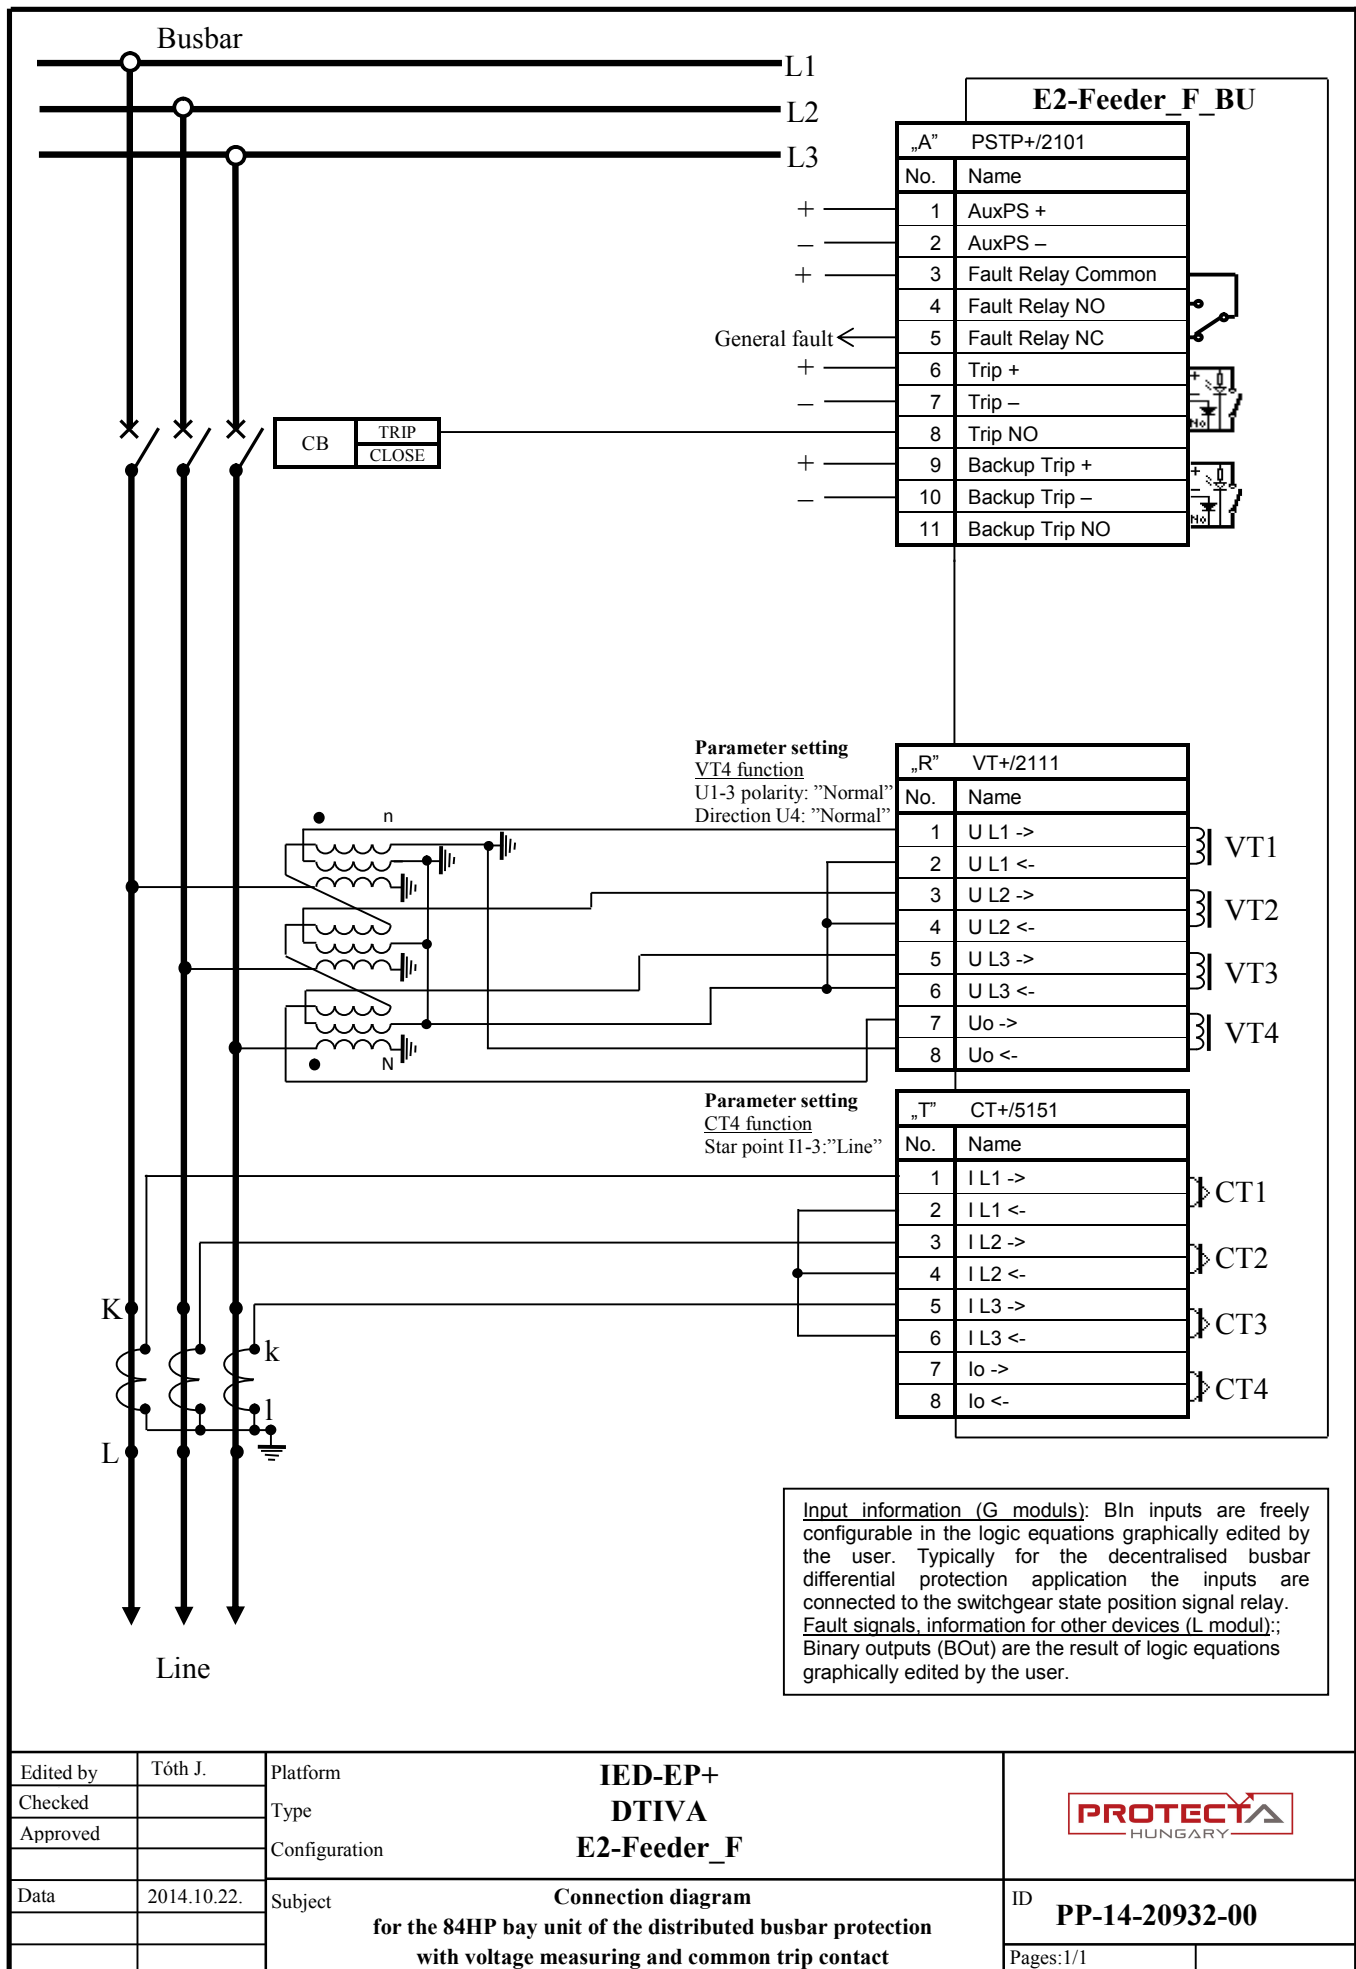 Busbar
L1
L2
L3
E2-Feeder_F_BU
„A” PSTP+/2101
No. Name
+ 1 AuxPS +
– 2 AuxPS –
+ 3 Fault Relay Common
4 Fault Relay NO
General fault 5 Fault Relay NC
+ 6 Trip +
– 7 Trip –
8 Trip NO
+ 9 Backup Trip +
– 10 Backup Trip –
11 Backup Trip NO
+
–
No
+
–
No
CB TRIP
CLOSE
Parameter setting
VT4 function
U1-3 polarity: ”Normal”
Direction U4: ”Normal”
„R” VT+/2111
No. Name
1 U L1 ->
2 U L1 <-
3 U L2 ->
4 U L2 <-
5 U L3 ->
6 U L3 <-
7 Uo ->
8 Uo <-
VT1
VT2
VT3
VT4
n
N
Parameter setting
CT4 function
Star point I1-3:”Line”
„T” CT+/5151
No. Name
1 I L1 ->
2 I L1 <-
3 I L2 ->
4 I L2 <-
5 I L3 ->
6 I L3 <-
7 Io ->
8 Io <-
CT1
CT2
CT3
CT4
K
k
l
L
Line
Input information (G moduls): BIn inputs are freely
configurable in the logic equations graphically edited by
the user. Typically for the decentralised busbar
differential protection application the inputs are
connected to the switchgear state position signal relay.
Fault signals, information for other devices (L modul):;
Binary outputs (BOut) are the result of logic equations
graphically edited by the user.
Edited by Tóth J.
Checked
Approved
Data 2014.10.22.
Platform IED-EP+
Type DTIVA
Configuration E2-Feeder_F
Subject Connection diagram
for the 84HP bay unit of the distributed busbar protection
with voltage measuring and common trip contact
PROTECTA
HUNGARY
ID PP-14-20932-00
Pages:1/1